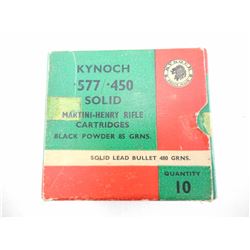 KYNOCH
.577/.450
SOLID
MARTINI-HENRY RIFLE
CARTRIDGES
BLACK POWDER 85 GRNS.
SOLID LEAD BULLET 480 GRNS.
QUANTITY
10
KYNOCH